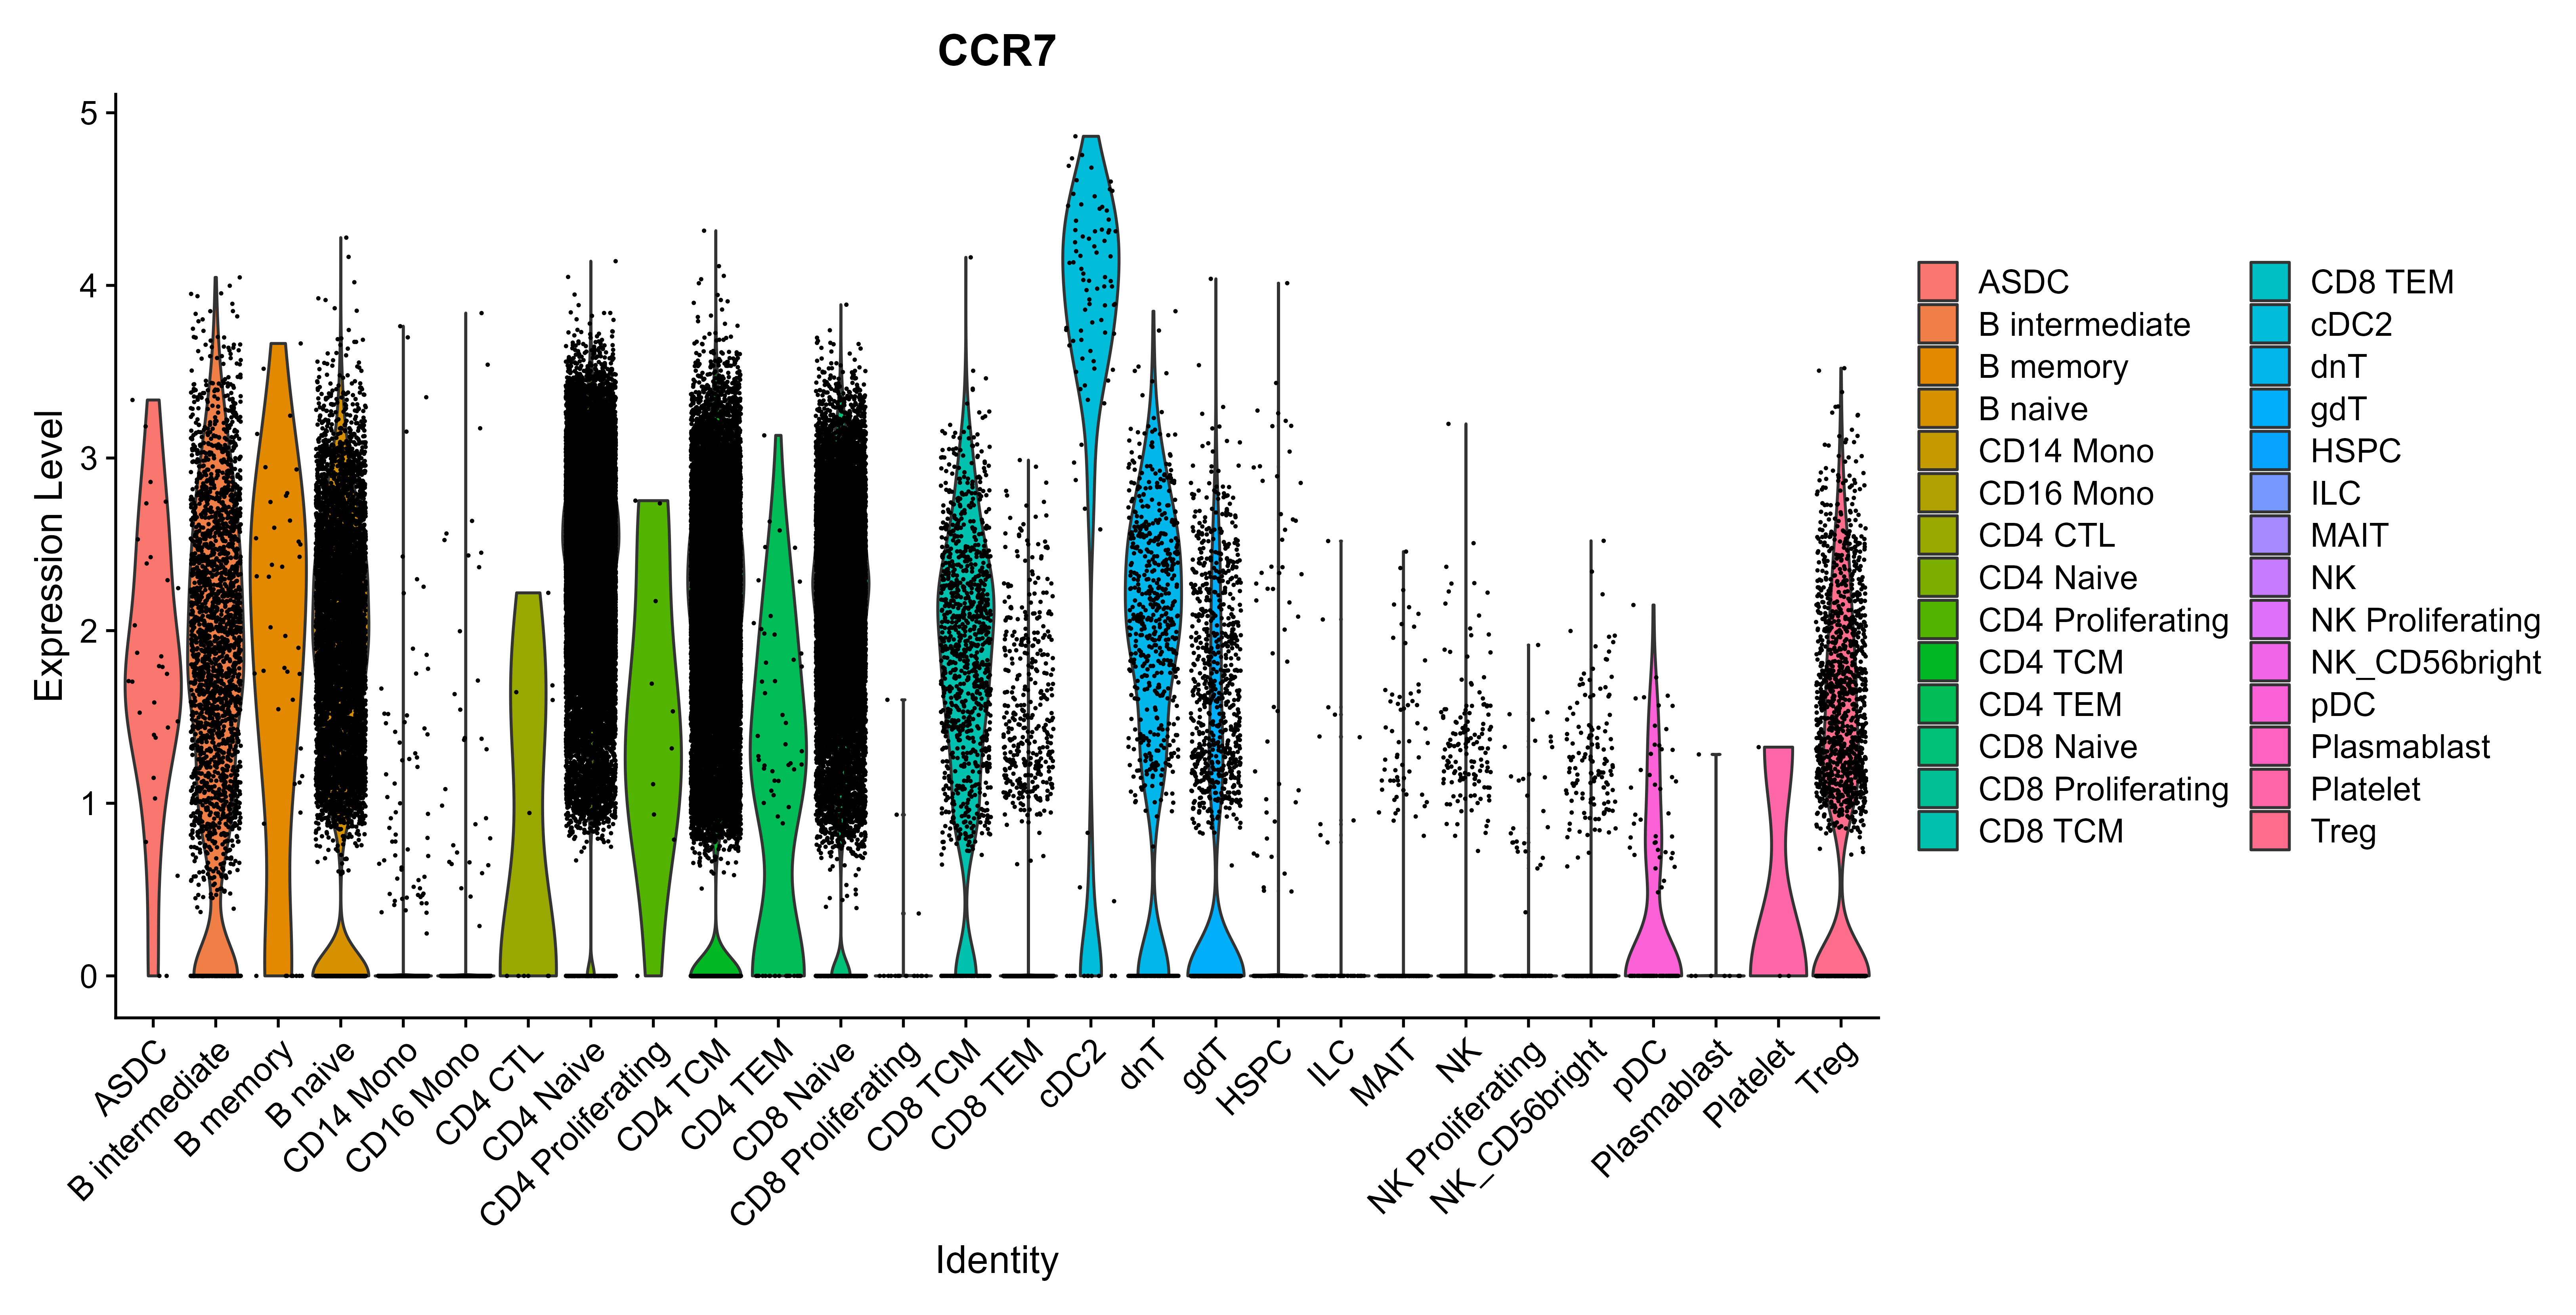 CCR7
Expression Level
5
4
3
2
1
0
ASDC
B intermediate
B memory
B naive
CD14 Mono
CD16 Mono
CD4 CTL
CD4 Naive
CD4 Proliferating
CD4 TCM
CD4 TEM
CD8 Naive
CD8 Proliferating
CD8 TCM
CD8 TEM
cDC2
dnT
gdT
HSPC
ILC
MAIT
NK
NK Proliferating
NK_CD56bright
pDC
Plasmablast
Platelet
Treg
Identity
ASDC
B intermediate
B memory
B naive
CD14 Mono
CD16 Mono
CD4 CTL
CD4 Naive
CD4 Proliferating
CD4 TCM
CD4 TEM
CD8 Naive
CD8 Proliferating
CD8 TCM
CD8 TEM
cDC2
dnT
gdT
HSPC
ILC
MAIT
NK
NK Proliferating
NK_CD56bright
pDC
Plasmablast
Platelet
Treg